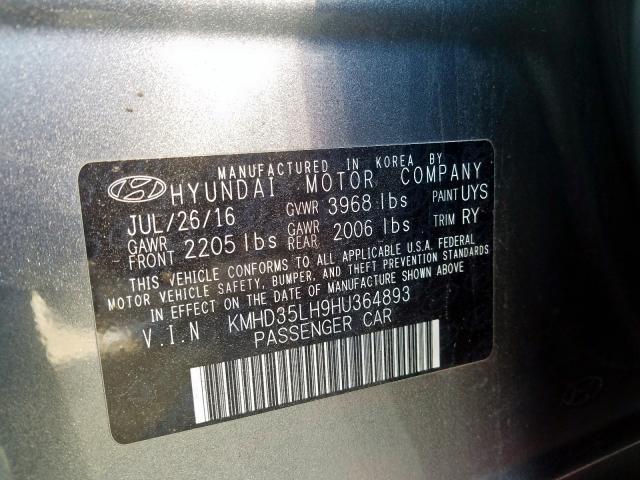 MANUFACTURED IN KOREA BY
HYUNDAI MOTOR COMPANY
JUL/26/16 GVWR 3968 lbs PAINT UYS
GAWR FRONT 2205 lbs GAWR REAR 2006 lbs TRIM RY
THIS VEHICLE CONFORMS TO ALL APPLICABLE U.S.A. FEDERAL
MOTOR VEHICLE SAFETY, BUMPER, AND THEFT PREVENTION STANDARDS
IN EFFECT ON THE DATE OF MANUFACTURE SHOWN ABOVE.
V.I.N KMHD35LH9HU364893
PASSENGER CAR